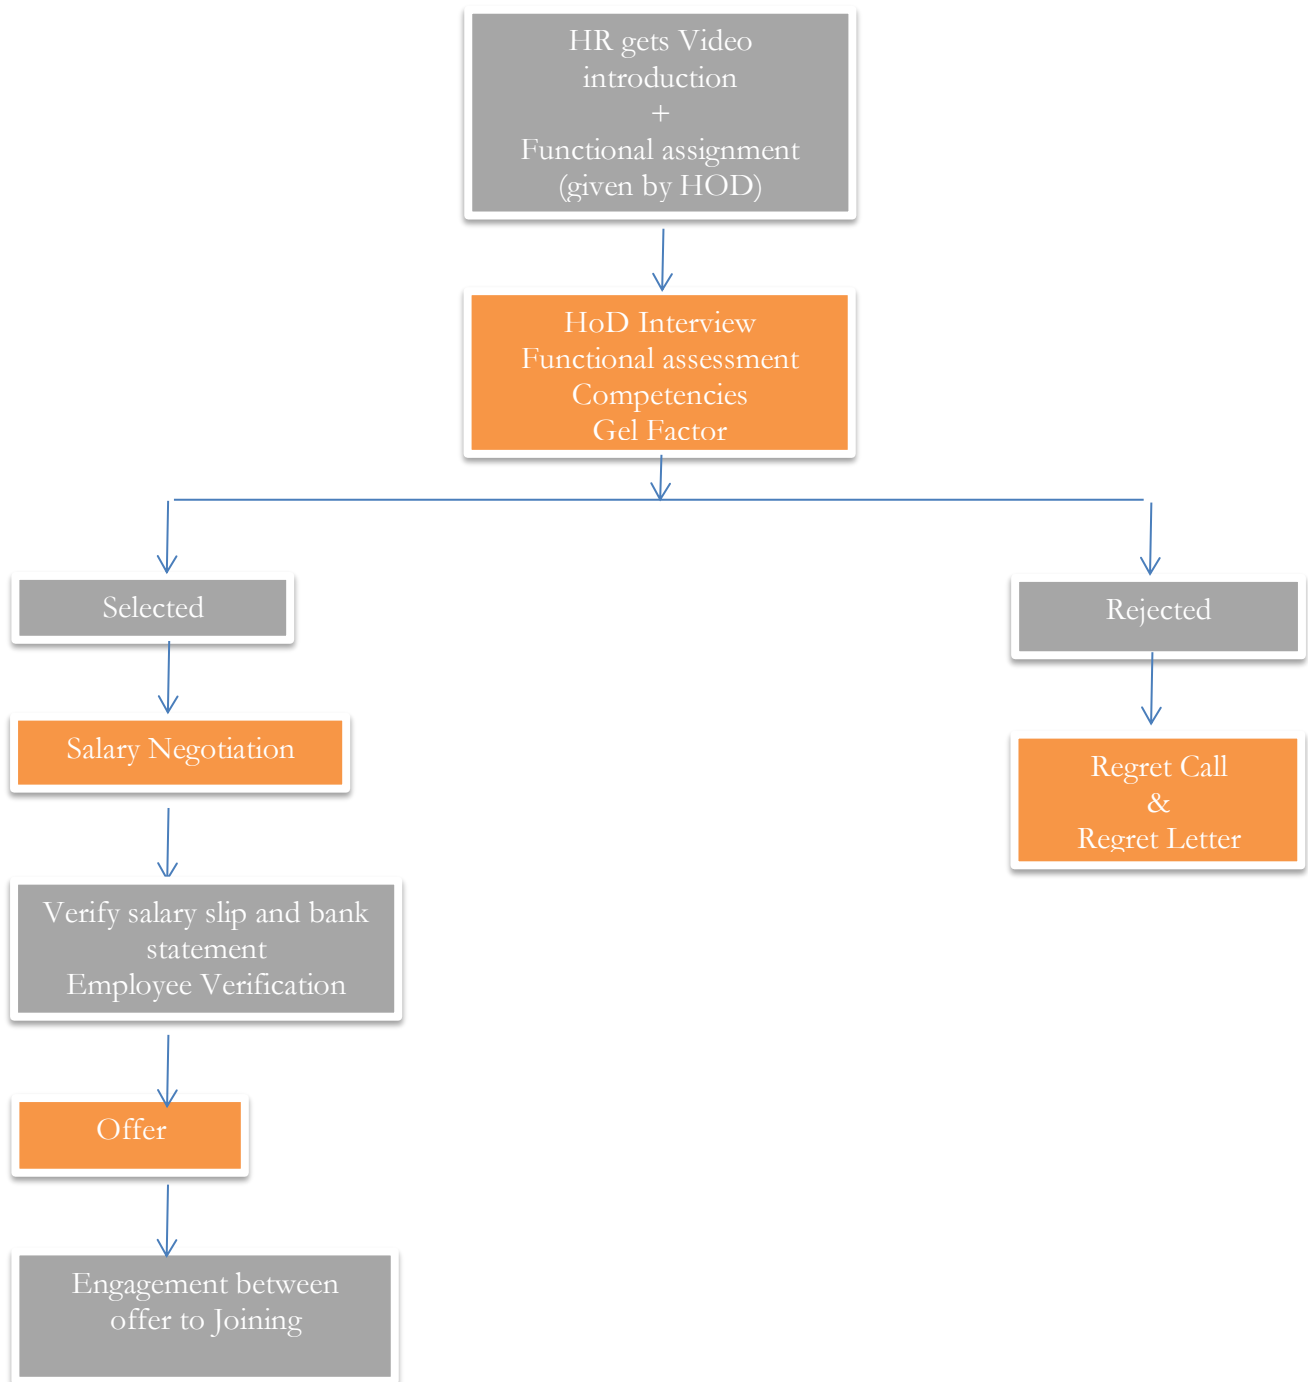 HR gets Video
introduction
+
Functional assignment
(given by HOD)
HoD Interview
Functional assessment
Competencies
Gel Factor
Selected
Rejected
Salary Negotiation
Regret Call
&
Regret Letter
Verify salary slip and bank
statement
Employee Verification
Offer
Engagement between
offer to Joining